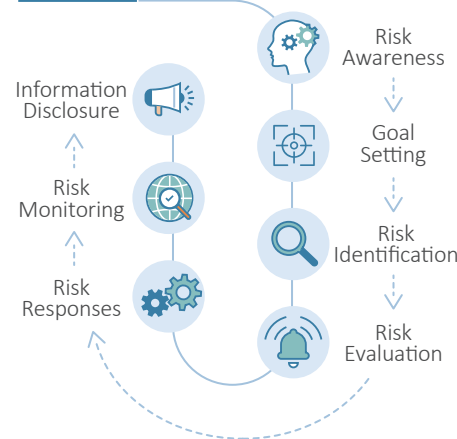 Risk
Awareness
Goal
Setting
Risk
Identification
Risk
Evaluation
Risk
Responses
Risk
Monitoring
Information
Disclosure